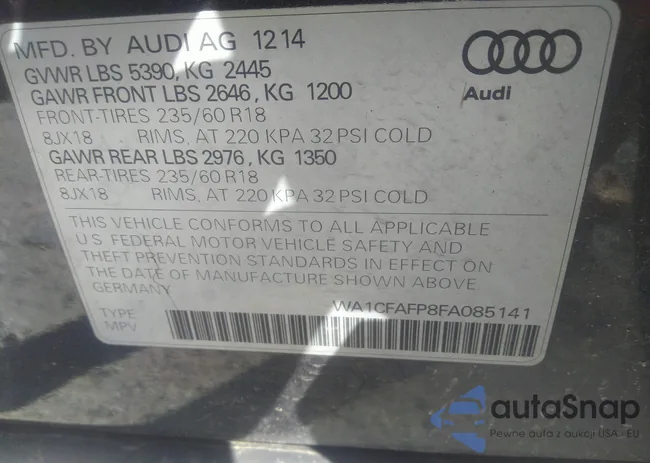 MFD. BY AUDI AG 12 14
GVWR LBS 5390, KG 2445
GAWR FRONT LBS 2646, KG 1200
FRONT-TIRES 235/60 R18
8JX18 RIMS, AT 220 KPA 32 PSI COLD
GAWR REAR LBS 2976, KG 1350
REAR-TIRES 235/60 R18
8JX18 RIMS, AT 220 KPA 32 PSI COLD
Audi
THIS VEHICLE CONFORMS TO ALL APPLICABLE
U.S. FEDERAL MOTOR VEHICLE SAFETY AND
THEFT PREVENTION STANDARDS IN EFFECT ON
THE DATE OF MANUFACTURE SHOWN ABOVE
GERMANY
WA1CFAFP8FA085141
TYPE
MPV
autaSnap
Pewne auta z aukcji USA - EU